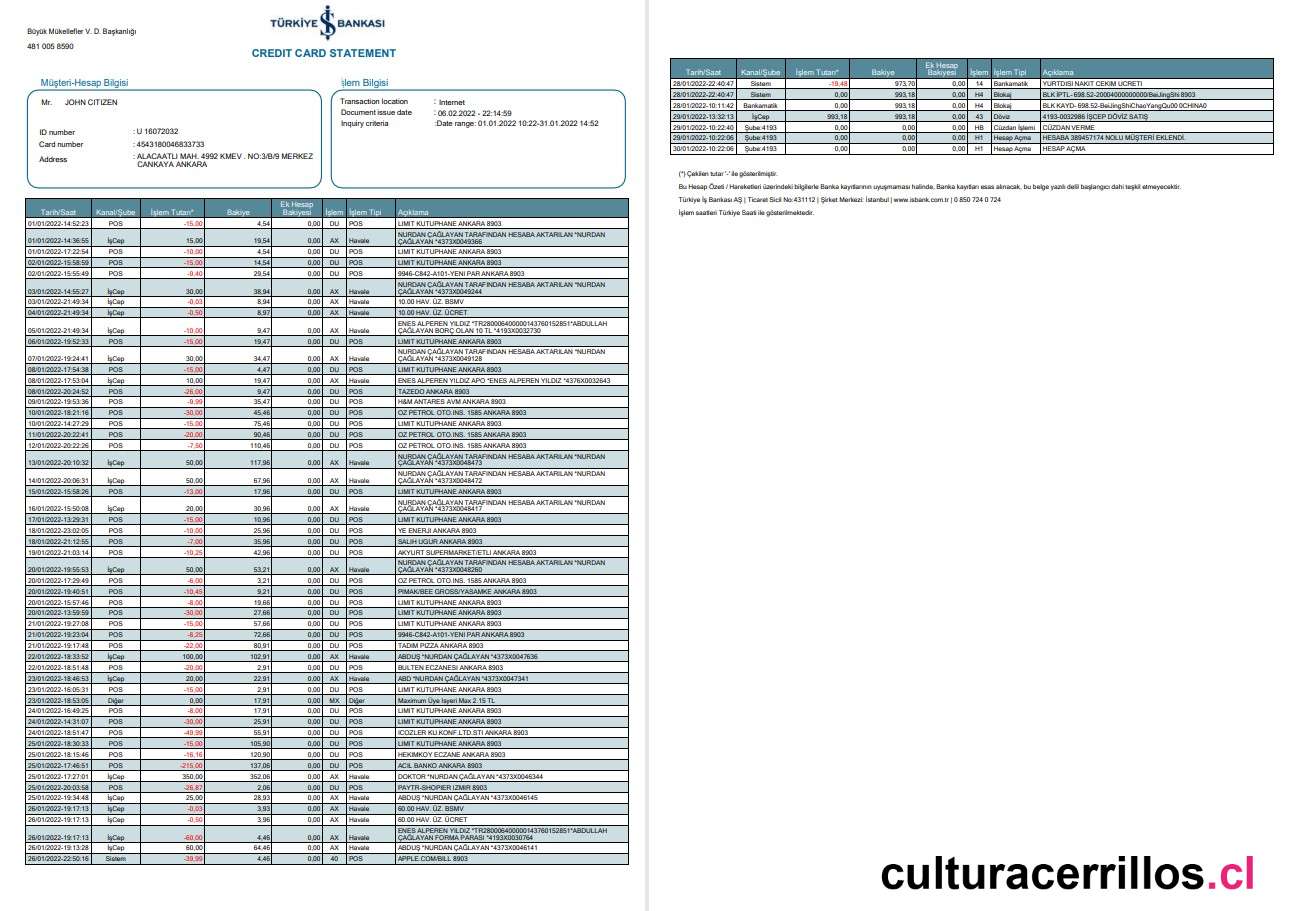 Büyük Mükellefler V. D. Başkanlığı
481 005 8590
TÜRKİYE İŞ BANKASI
CREDIT CARD STATEMENT
Müşteri-Hesap Bilgisi
Mr. JOHN CITIZEN
ID number : U 16072032
Card number : 4543180046833733
Address : ALACAATLI MAH. 4992 KMEV . NO:3/B/9 MERKEZ
CANKAYA ANKARA
şlem Bilgisi
Transaction location : Internet
Document issue date : 06.02.2022 - 22:14:59
Inquiry criteria :Date range: 01.01.2022 10:22-31.01.2022 14:52
Tarih/Saat Kanal/Şube İşlem Tutarı* Bakiye Ek Hesap Bakiyesi İşlem İşlem Tipi Açıklama
01/01/2022-14:52:23 POS -15,00 4,54 0,00 DU POS LIMIT KUTUPHANE ANKARA 8903
01/01/2022-14:36:55 İşCep 15,00 19,54 0,00 AX Havale NURDAN ÇAĞLAYAN TARAFINDAN HESABA AKTARILAN *NURDAN
ÇAĞLAYAN *4373X0049366
01/01/2022-17:22:54 POS -10,00 4,54 0,00 DU POS LIMIT KUTUPHANE ANKARA 8903
02/01/2022-15:58:59 POS -15,00 14,54 0,00 DU POS LIMIT KUTUPHANE ANKARA 8903
02/01/2022-15:55:49 POS -9,40 29,54 0,00 DU POS 9946-C842-A101-YENI PAR ANKARA 8903
03/01/2022-14:55:27 İşCep 30,00 38,94 0,00 AX Havale NURDAN ÇAĞLAYAN TARAFINDAN HESABA AKTARILAN *NURDAN
ÇAĞLAYAN *4373X0049244
03/01/2022-21:49:34 İşCep -0,03 8,94 0,00 AX Havale 10.00 HAV. ÜZ. BSMV
04/01/2022-21:49:34 İşCep -0,50 8,97 0,00 AX Havale 10.00 HAV. ÜZ. ÜCRET
05/01/2022-21:49:34 İşCep -10,00 9,47 0,00 AX Havale ENES ALPEREN YILDIZ *TR280006400000143760152851*ABDULLAH
ÇAĞLAYAN BORÇ OLAN 10 TL *4193X0032730
06/01/2022-19:52:33 POS -15,00 19,47 0,00 DU POS LIMIT KUTUPHANE ANKARA 8903
07/01/2022-19:24:41 İşCep 30,00 34,47 0,00 AX Havale NURDAN ÇAĞLAYAN TARAFINDAN HESABA AKTARILAN *NURDAN
ÇAĞLAYAN *4373X0049128
08/01/2022-17:54:38 POS -15,00 4,47 0,00 DU POS LIMIT KUTUPHANE ANKARA 8903
08/01/2022-17:53:04 İşCep 10,00 19,47 0,00 AX Havale ENES ALPEREN YILDIZ APO *ENES ALPEREN YILDIZ *4376X0032643
08/01/2022-20:24:52 POS -26,00 9,47 0,00 DU POS TAZEDO ANKARA 8903
09/01/2022-19:53:36 POS -9,99 35,47 0,00 DU POS H&M ANTARES AVM ANKARA 8903
10/01/2022-18:21:16 POS -30,00 45,46 0,00 DU POS OZ PETROL OTO.INS. 1585 ANKARA 8903
10/01/2022-14:27:29 POS -15,00 75,46 0,00 DU POS LIMIT KUTUPHANE ANKARA 8903
11/01/2022-20:22:41 POS -20,00 90,46 0,00 DU POS OZ PETROL OTO.INS. 1585 ANKARA 8903
12/01/2022-20:22:26 POS -7,50 110,46 0,00 DU POS OZ PETROL OTO.INS. 1585 ANKARA 8903
13/01/2022-20:10:32 İşCep 50,00 117,96 0,00 AX Havale NURDAN ÇAĞLAYAN TARAFINDAN HESABA AKTARILAN *NURDAN
ÇAĞLAYAN *4373X0048473
14/01/2022-20:06:31 İşCep 50,00 67,96 0,00 AX Havale NURDAN ÇAĞLAYAN TARAFINDAN HESABA AKTARILAN *NURDAN
ÇAĞLAYAN *4373X0048472
15/01/2022-15:58:26 POS -13,00 17,96 0,00 DU POS LIMIT KUTUPHANE ANKARA 8903
16/01/2022-15:50:08 İşCep 20,00 30,96 0,00 AX Havale NURDAN ÇAĞLAYAN TARAFINDAN HESABA AKTARILAN *NURDAN
ÇAĞLAYAN *4373X0048417
17/01/2022-13:29:31 POS -15,00 10,96 0,00 DU POS LIMIT KUTUPHANE ANKARA 8903
18/01/2022-23:02:05 POS -10,00 25,96 0,00 DU POS YE ENERJI ANKARA 8903
18/01/2022-21:12:55 POS -7,00 35,96 0,00 DU POS SALIH UGUR ANKARA 8903
19/01/2022-21:03:14 POS -10,25 42,96 0,00 DU POS AKYURT SUPERMARKET/ETLI ANKARA 8903
20/01/2022-19:55:53 İşCep 50,00 53,21 0,00 AX Havale NURDAN ÇAĞLAYAN TARAFINDAN HESABA AKTARILAN *NURDAN
ÇAĞLAYAN *4373X0048260
20/01/2022-17:29:49 POS -6,00 3,21 0,00 DU POS OZ PETROL OTO.INS. 1585 ANKARA 8903
20/01/2022-19:40:51 POS -10,45 9,21 0,00 DU POS PIMAK/BEE GROSS/YASAMKE ANKARA 8903
20/01/2022-15:57:46 POS -8,00 19,66 0,00 DU POS LIMIT KUTUPHANE ANKARA 8903
20/01/2022-13:59:59 POS -30,00 27,66 0,00 DU POS LIMIT KUTUPHANE ANKARA 8903
21/01/2022-19:27:08 POS -15,00 57,66 0,00 DU POS LIMIT KUTUPHANE ANKARA 8903
21/01/2022-19:23:04 POS -8,25 72,66 0,00 DU POS 9946-C842-A101-YENI PAR ANKARA 8903
21/01/2022-19:17:48 POS -22,00 80,91 0,00 DU POS TADIM PIZZA ANKARA 8903
22/01/2022-18:33:52 İşCep 100,00 102,91 0,00 AX Havale ABDUŞ *NURDAN ÇAĞLAYAN *4373X0047636
22/01/2022-18:51:48 POS -20,00 2,91 0,00 DU POS BULTEN ECZANESI ANKARA 8903
23/01/2022-18:46:53 İşCep 20,00 22,91 0,00 AX Havale ABD *NURDAN ÇAĞLAYAN *4373X0047341
23/01/2022-16:05:31 POS -15,00 2,91 0,00 DU POS LIMIT KUTUPHANE ANKARA 8903
23/01/2022-18:53:05 Diğer 0,00 17,91 0,00 MX Diğer Maximum Üye Isyeri Max 2.15 TL
24/01/2022-16:49:25 POS -8,00 17,91 0,00 DU POS LIMIT KUTUPHANE ANKARA 8903
24/01/2022-14:31:07 POS -30,00 25,91 0,00 DU POS LIMIT KUTUPHANE ANKARA 8903
24/01/2022-18:51:47 POS -49,99 55,91 0,00 DU POS ICOZLER KU.KONF.LTD.STI ANKARA 8903
25/01/2022-18:30:33 POS -15,00 105,90 0,00 DU POS LIMIT KUTUPHANE ANKARA 8903
25/01/2022-18:15:46 POS -16,16 120,90 0,00 DU POS HEKIMKOY ECZANE ANKARA 8903
25/01/2022-17:46:51 POS -215,00 137,06 0,00 DU POS ACIL BANKO ANKARA 8903
25/01/2022-17:27:01 İşCep 350,00 352,06 0,00 AX Havale DOKTOR *NURDAN ÇAĞLAYAN *4373X0046344
25/01/2022-20:03:58 POS -26,87 2,06 0,00 DU POS PAYTR-SHOPIER IZMIR 8903
25/01/2022-19:34:48 İşCep 25,00 28,93 0,00 AX Havale ABDUŞ *NURDAN ÇAĞLAYAN *4373X0046145
26/01/2022-19:17:13 İşCep -0,03 3,93 0,00 AX Havale 60.00 HAV. ÜZ. BSMV
26/01/2022-19:17:13 İşCep -0,50 3,96 0,00 AX Havale 60.00 HAV. ÜZ. ÜCRET
26/01/2022-19:17:13 İşCep -60,00 4,46 0,00 AX Havale ENES ALPEREN YILDIZ *TR280006400000143760152851*ABDULLAH
ÇAĞLAYAN FORMA PARASI *4193X0030764
26/01/2022-19:13:28 İşCep 60,00 64,46 0,00 AX Havale ABDUŞ *NURDAN ÇAĞLAYAN *4373X0046141
26/01/2022-22:50:16 Sistem -39,99 4,46 0,00 40 POS APPLE.COM/BILL 8903
Tarih/Saat Kanal/Şube İşlem Tutarı* Bakiye Ek Hesap Bakiyesi İşlem İşlem Tipi Açıklama
28/01/2022-22:40:47 Sistem -19,48 973,70 0,00 14 Bankamatik YURTDISI NAKIT CEKIM UCRETI
28/01/2022-22:40:47 Sistem 0,00 993,18 0,00 H4 Blokaj BLK İPTL- 698.52-20004000000000/BeiJingShi 8903
28/01/2022-10:11:42 Bankamatik 0,00 993,18 0,00 H4 Blokaj BLK KAYD- 698.52-BeiJingShiChaoYangQu00 0CHINA0
29/01/2022-13:32:13 İşCep 993,18 993,18 0,00 43 Döviz 4193-0032986 İŞCEP DÖVİZ SATIŞ
29/01/2022-10:22:40 Şube:4193 0,00 0,00 0,00 HB Cüzdan İşlemi CÜZDAN VERME
29/01/2022-10:22:06 Şube:4193 0,00 0,00 0,00 H1 Hesap Açma HESABA 389457174 NOLU MÜŞTERİ EKLENDİ.
30/01/2022-10:22:06 Şube:4193 0,00 0,00 0,00 H1 Hesap Açma HESAP AÇMA
(*) Çekilen tutar '-' ile gösterilmiştir.
Bu Hesap Özeti / Hareketleri üzerindeki bilgilerle Banka kayıtlarının uyuşmaması halinde, Banka kayıtları esas alınacak, bu belge yazılı delil başlangıcı dahi teşkil etmeyecektir.
Türkiye İş Bankası AŞ | Ticaret Sicil No:431112 | Şirket Merkezi: İstanbul | www.isbank.com.tr | 0 850 724 0 724
İşlem saatleri Türkiye Saati ile gösterilmektedir.
culturacerrillos.cl